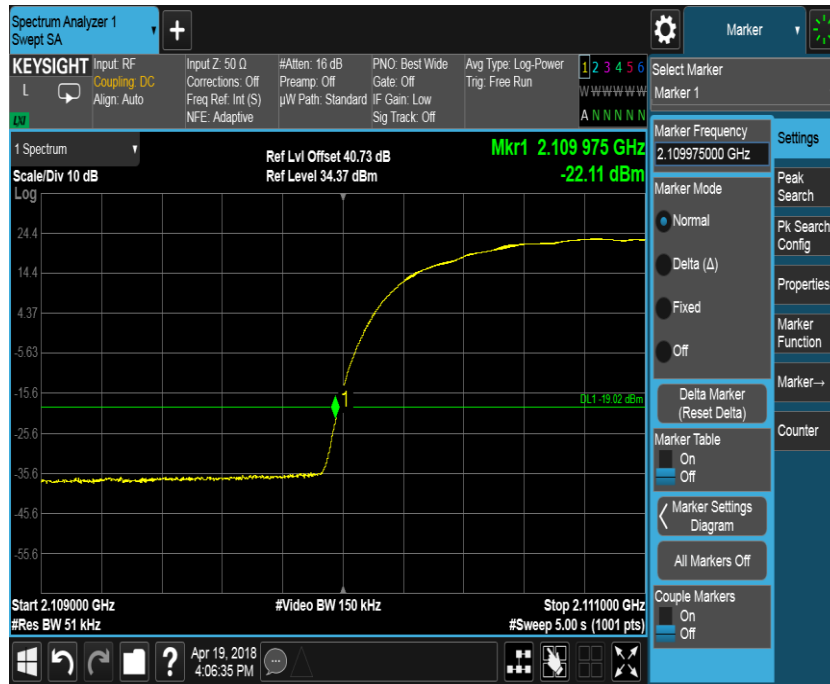 Spectrum Analyzer 1
Swept SA
+
Marker
KEYSIGHT
L
LXI
Input: RF
Coupling: DC
Align: Auto
Input Z: 50 Ω
Corrections: Off
Freq Ref: Int (S)
NFE: Adaptive
#Atten: 16 dB
Preamp: Off
µW Path: Standard
PNO: Best Wide
Gate: Off
IF Gain: Low
Sig Track: Off
Avg Type: Log-Power
Trig: Free Run
1 2 3 4 5 6
W W W W W W
A N N N N N
Select Marker
Marker 1
1 Spectrum
Scale/Div 10 dB
Ref Lvl Offset 40.73 dB
Ref Level 34.37 dBm
Mkr1 2.109 975 GHz
-22.11 dBm
Log
24.4
14.4
4.37
-5.63
-15.6
-25.6
-35.6
-45.6
-55.6
1
DL1 -19.02 dBm
Start 2.109000 GHz
#Res BW 51 kHz
#Video BW 150 kHz
Stop 2.111000 GHz
#Sweep 5.00 s (1001 pts)
Marker Frequency
2.109975000 GHz
Marker Mode
Normal
Delta (Δ)
Fixed
Off
Delta Marker
(Reset Delta)
Marker Table
On
Off
Marker Settings
Diagram
All Markers Off
Couple Markers
On
Off
Settings
Peak
Search
Pk Search
Config
Properties
Marker
Function
Marker→
Counter
?
Apr 19, 2018
4:06:35 PM